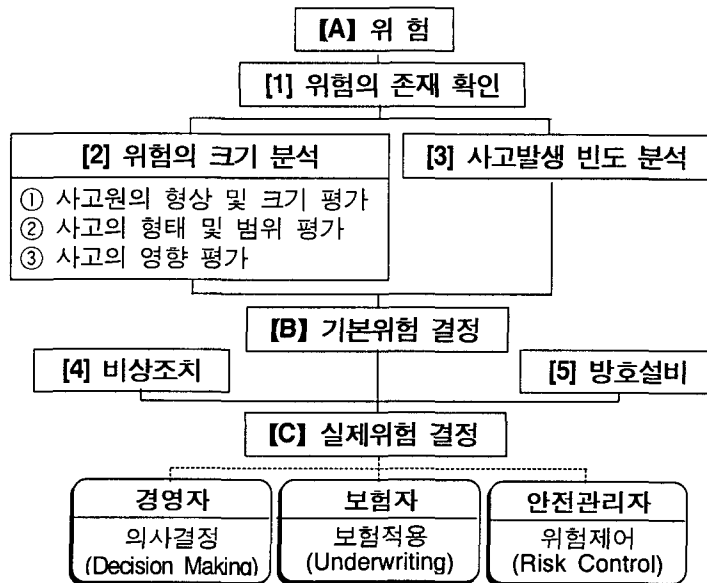 【A】 위 험
[1] 위험의 존재 확인
[2] 위험의 크기 분석
① 사고원의 형상 및 크기 평가
② 사고의 형태 및 범위 평가
③ 사고의 영향 평가
[3] 사고발생 빈도 분석
【B】 기본위험 결정
[4] 비상조치
[5] 방호설비
【C】 실제위험 결정
경영자
의사결정
(Decision Making)
보험자
보험적용
(Underwriting)
안전관리자
위험제어
(Risk Control)